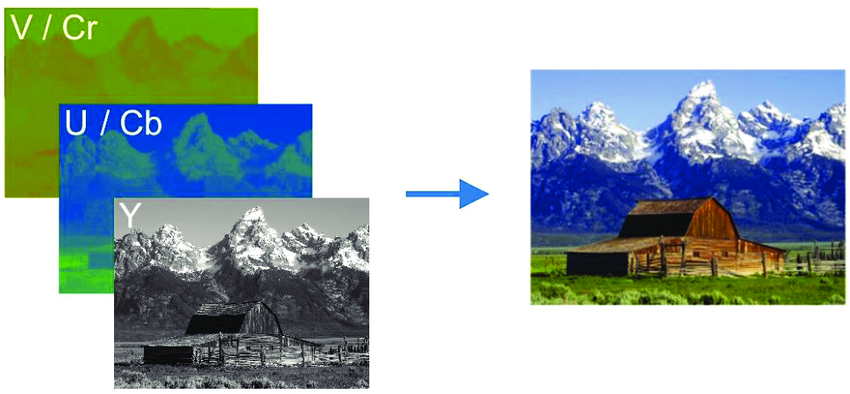 V / Cr
U / Cb
Y